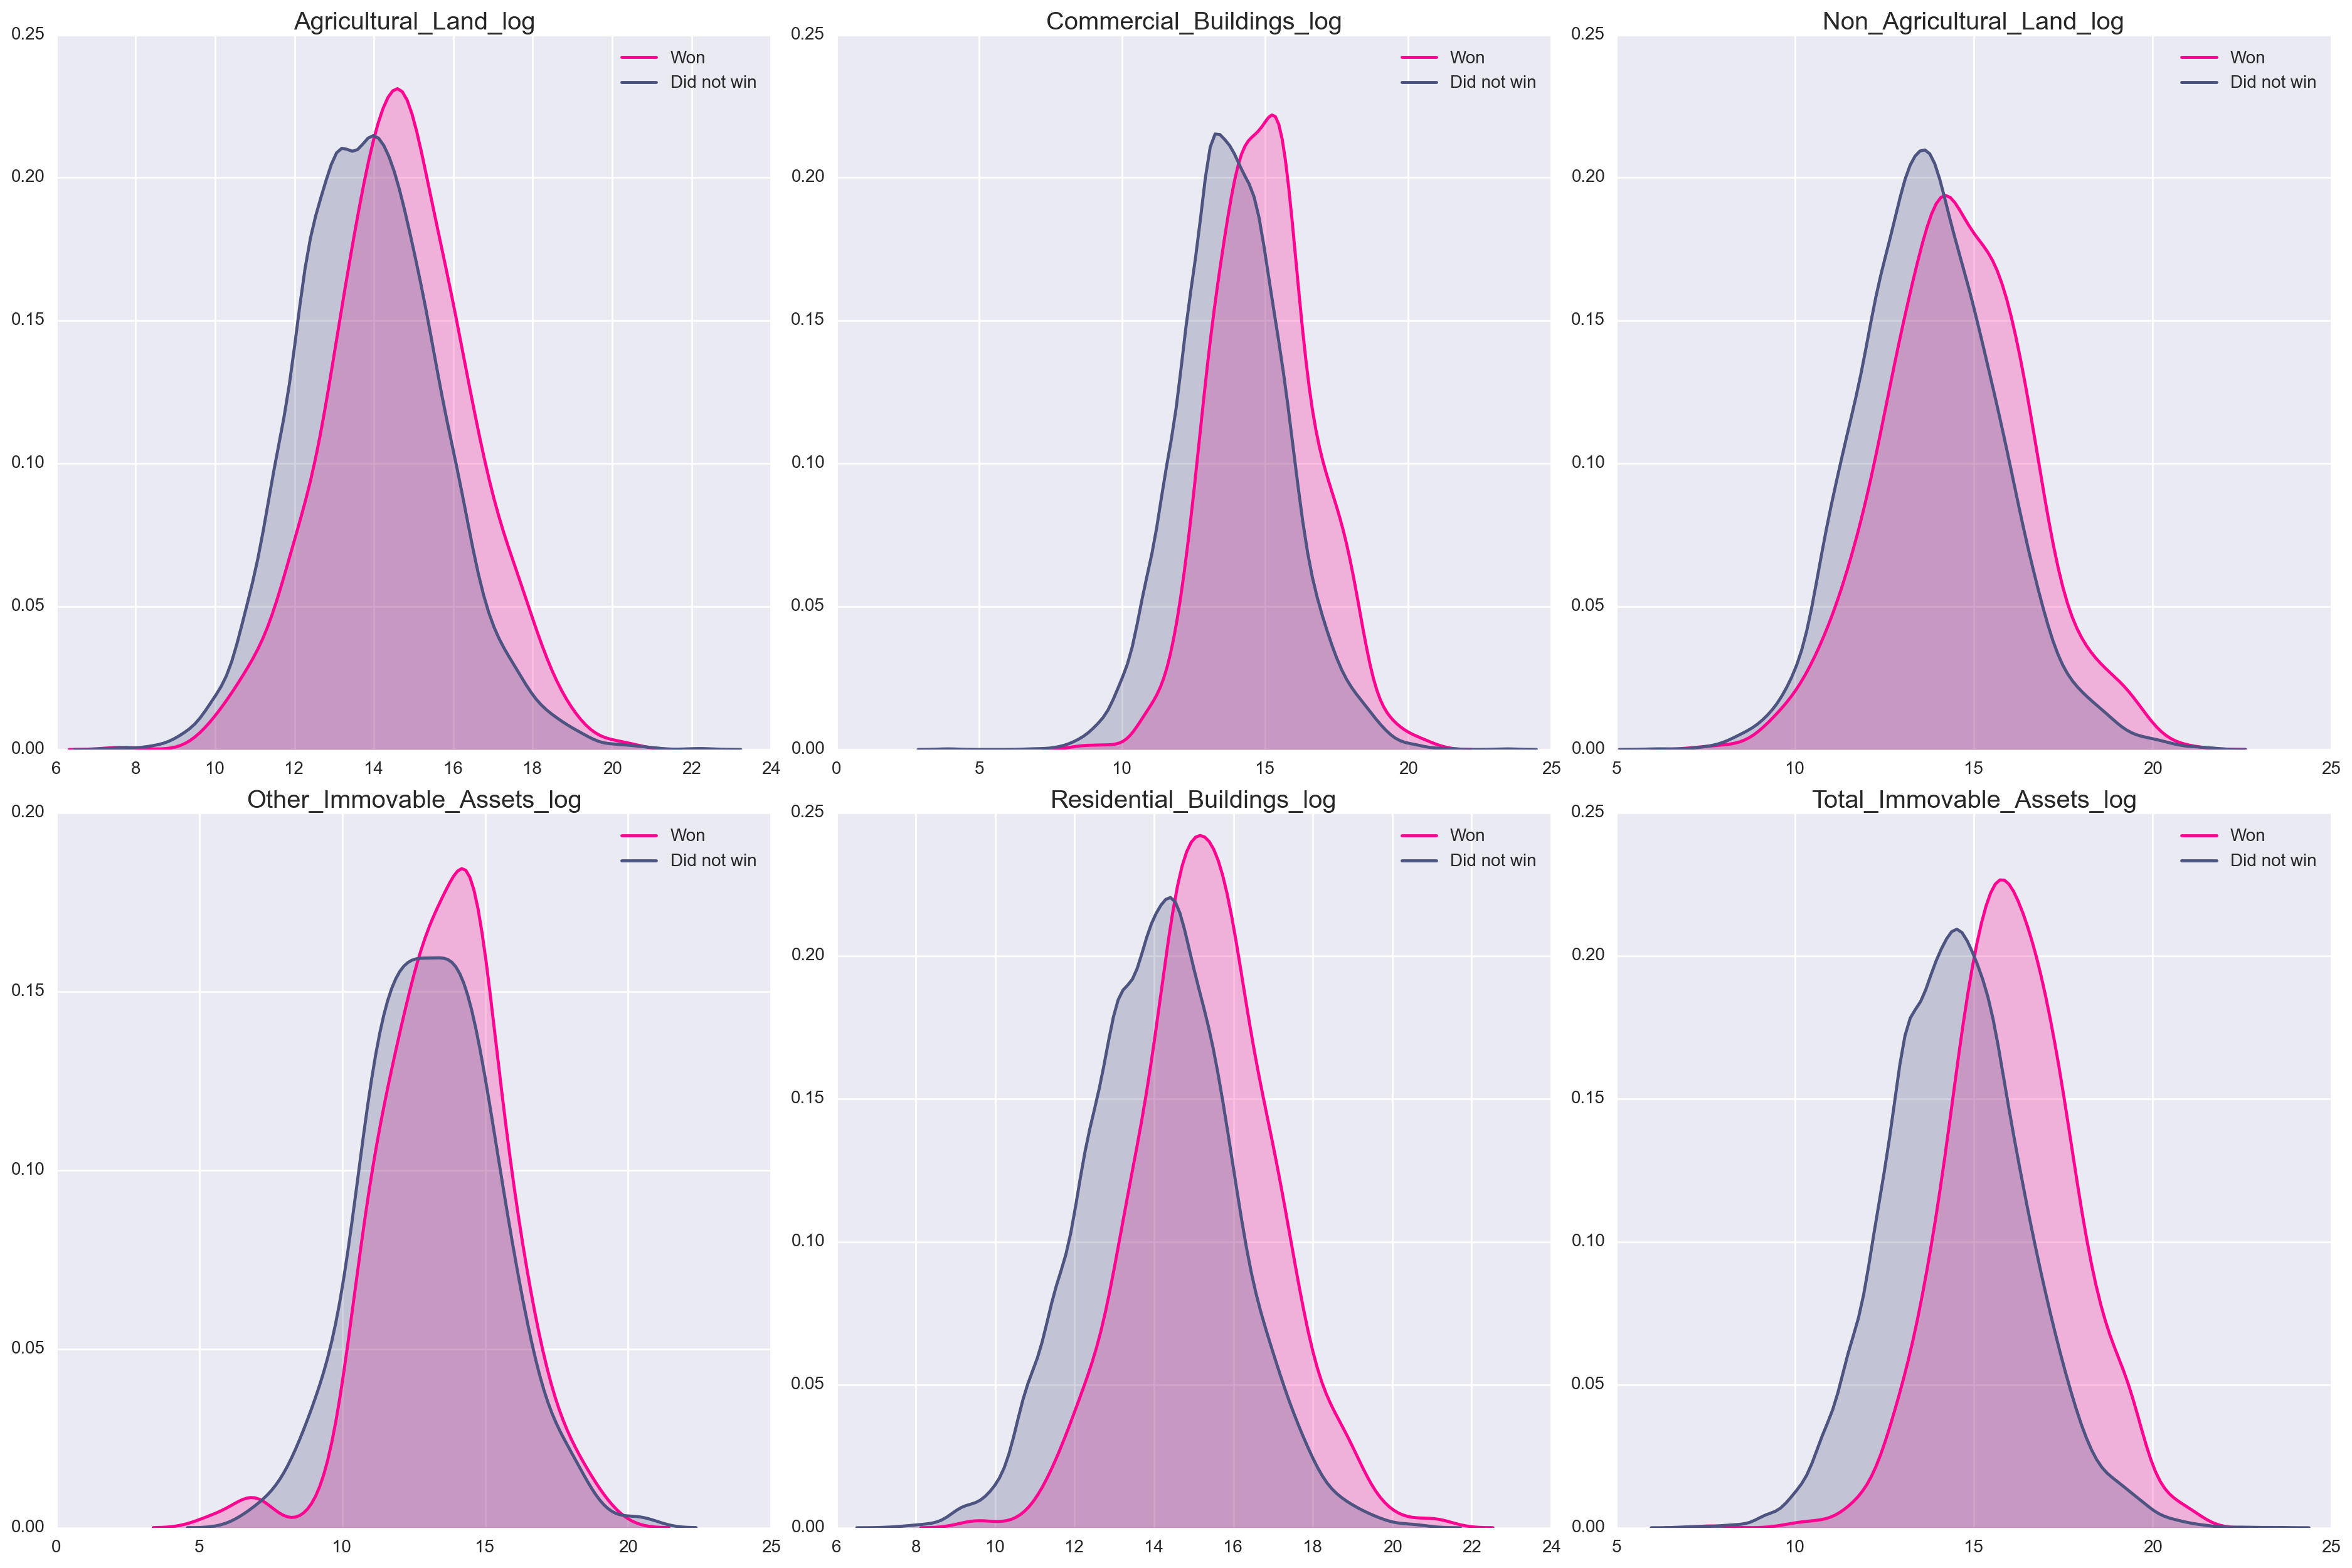 Agricultural_Land_log
0.25
0.20
0.15
0.10
0.05
0.00
6 8 10 12 14 16 18 20 22 24
Won
Did not win
Commercial_Buildings_log
0.25
0.20
0.15
0.10
0.05
0.00
0 5 10 15 20 25
Won
Did not win
Non_Agricultural_Land_log
0.25
0.20
0.15
0.10
0.05
0.00
5 10 15 20 25
Won
Did not win
Other_Immovable_Assets_log
0.20
0.15
0.10
0.05
0.00
0 5 10 15 20 25
Won
Did not win
Residential_Buildings_log
0.25
0.20
0.15
0.10
0.05
0.00
6 8 10 12 14 16 18 20 22 24
Won
Did not win
Total_Immovable_Assets_log
0.25
0.20
0.15
0.10
0.05
0.00
5 10 15 20 25
Won
Did not win